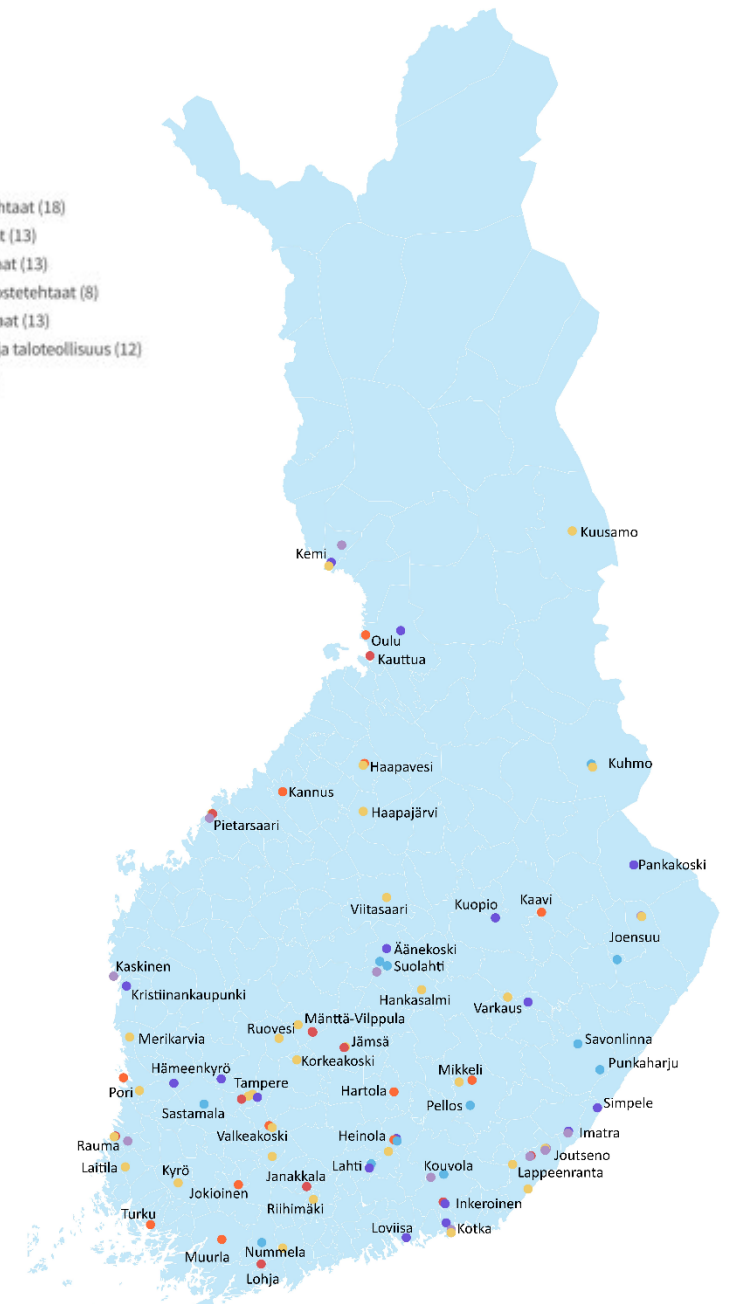 htaat (18)
t (13)
aat (13)
ostetehtaat (8)
aat (13)
ja taloteollisuus (12)
Kuusamo
Kemi
Oulu
Kauttua
Haapavesi
Kuhmo
Kannus
Haapajärvi
Pietarsaari
Pankakoski
Viitasaari
Kuopio
Kaavi
Joensuu
Äänekoski
Suolahti
Kaskinen
Kristiinankaupunki
Hankasalmi
Varkaus
Mänttä-Vilppula
Ruovesi
Merikarvia
Jämsä
Savonlinna
Korkeakoski
Punkaharju
Hämeenkyrö
Mikkeli
Tampere
Pori
Hartola
Sastamala
Pellos
Simpele
Valkeakoski
Heinola
Imatra
Rauma
Joutseno
Laitila
Kyrö
Lahti
Kouvola
Lappeenranta
Janakkala
Jokioinen
Riihimäki
Inkeroinen
Turku
Loviisa
Kotka
Muurla
Nummela
Lohja